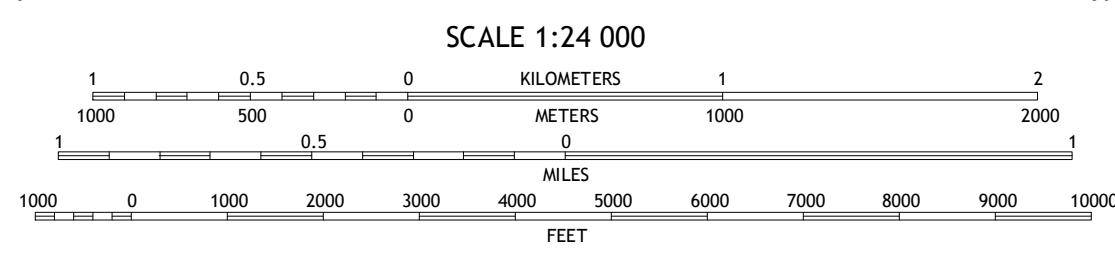 SCALE 1:24 000
1 0.5 0 KILOMETERS 1 2
1000 500 0 METERS 1000 2000
1 0.5 0 1
MILES
1000 0 1000 2000 3000 4000 5000 6000 7000 8000 9000 10000
FEET